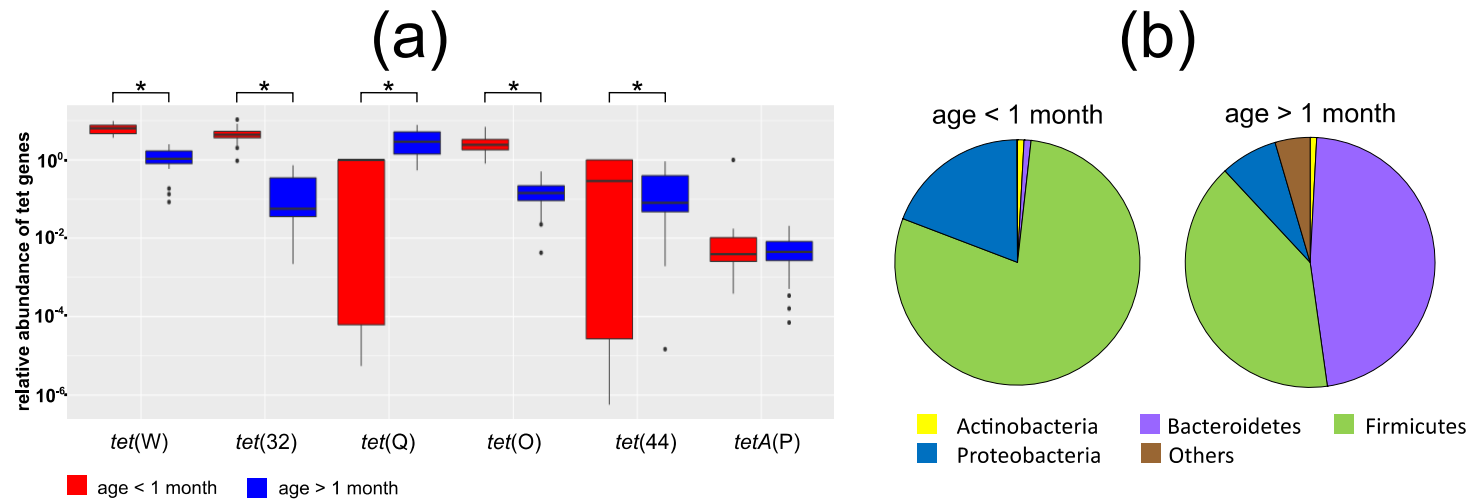 (a)
(b)
* * * * *
age < 1 month
age > 1 month
relative abundance of tet genes
10⁰
10⁻²
10⁻⁴
10⁻⁶
tet(W) tet(32) tet(Q) tet(O) tet(44) tetA(P)
age < 1 month age > 1 month
Actinobacteria Bacteroidetes Firmicutes
Proteobacteria Others